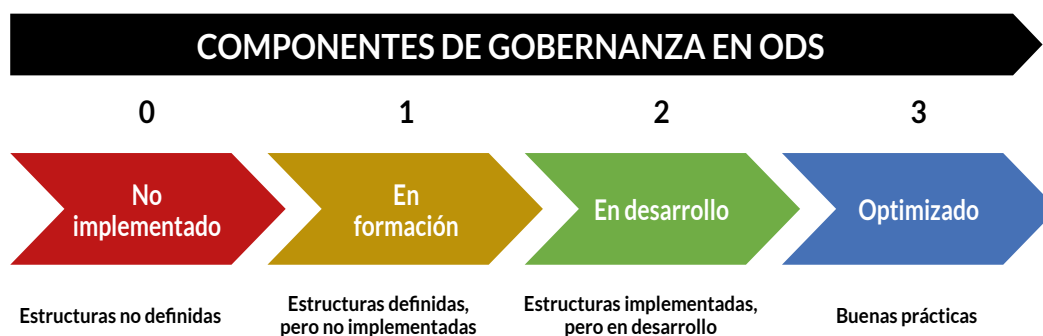 COMPONENTES DE GOBERNANZA EN ODS
0
1
2
3
No
implementado
En
formación
En desarrollo
Optimizado
Estructuras no definidas
Estructuras definidas,
pero no implementadas
Estructuras implementadas,
pero en desarrollo
Buenas prácticas